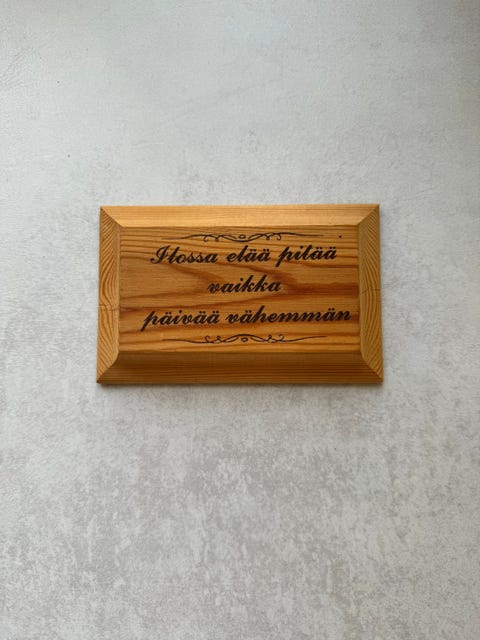 Ilossa elää pitää
vaikka
päivää vähemmän